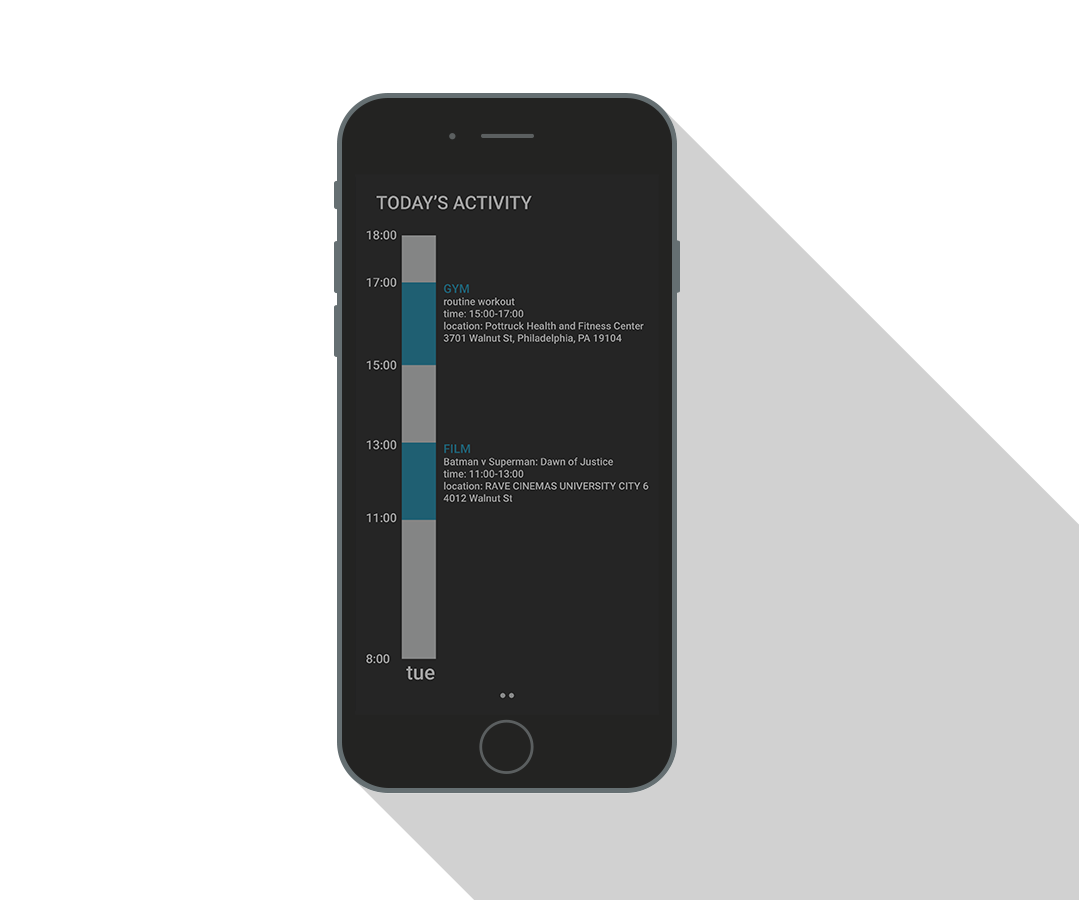 TODAY’S ACTIVITY
18:00
17:00
GYM
routine workout
time: 15:00-17:00
location: Pottruck Health and Fitness Center
3701 Walnut St, Philadelphia, PA 19104
15:00
13:00
FILM
Batman v Superman: Dawn of Justice
time: 11:00-13:00
location: RAVE CINEMAS UNIVERSITY CITY 6
4012 Walnut St
11:00
8:00
tue